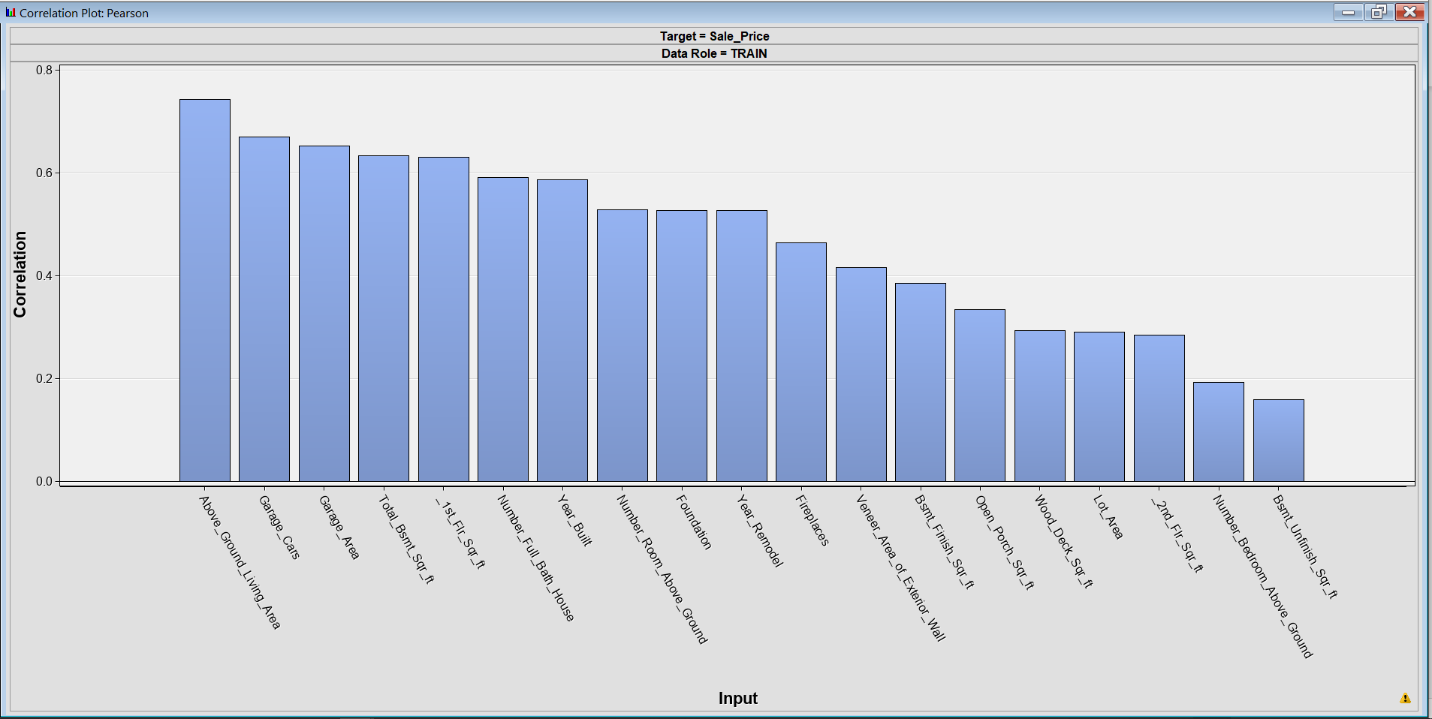 Correlation Plot: Pearson
Target = Sale_Price
Data Role = TRAIN
0.8
0.6
0.4
0.2
0.0
Correlation
Above_Ground_Living_Area
Garage_Cars
Garage_Area
Total_Bsmt_Sqr_ft
_1st_Flr_Sqr_ft
Number_Full_Bath_House
Year_Built
Number_Room_Above_Ground
Foundation
Year_Remodel
Fireplaces
Veneer_Area_of_Exterior_Wall
Bsmt_Finish_Sqr_ft
Open_Porch_Sqr_ft
Wood_Deck_Sqr_ft
Lot_Area
_2nd_Flr_Sqr_ft
Number_Bedroom_Above_Ground
Bsmt_Unfinish_Sqr_ft
Input